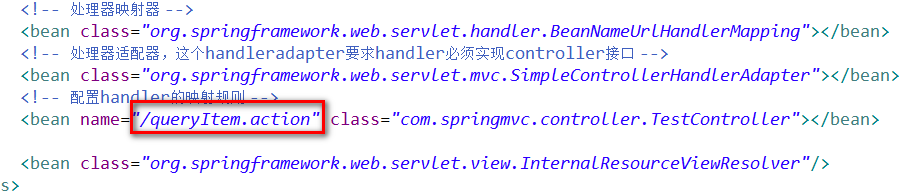 <!-- 处理器映射器 -->
<bean class="org.springframework.web.servlet.handler.BeanNameUrlHandlerMapping"></bean>
<!-- 处理器适配器，这个handleradapter要求handler必须实现controller接口 -->
<bean class="org.springframework.web.servlet.mvc.SimpleControllerHandlerAdapter"></bean>
<!-- 配置handler的映射规则 -->
<bean name="/queryItem.action" class="com.springmvc.controller.TestController"></bean>
<bean class="org.springframework.web.servlet.view.InternalResourceViewResolver"/>
s>